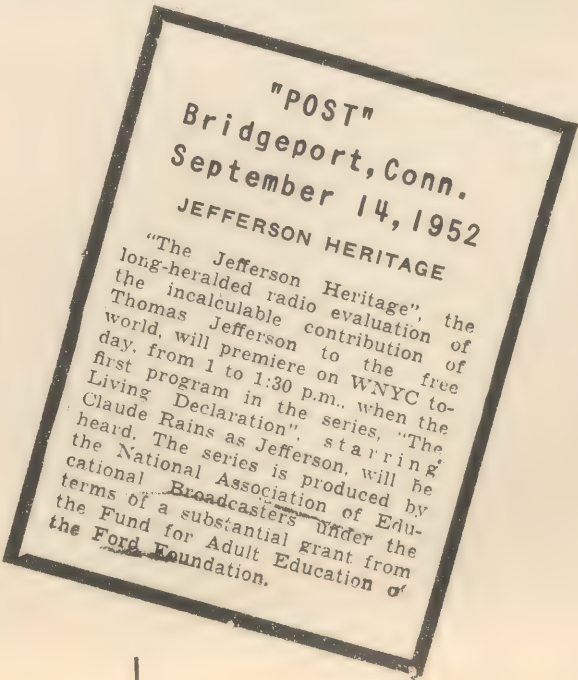 "POST"
Bridgeport, Conn.
September 14, 1952
JEFFERSON HERITAGE
"The Jefferson Heritage", the
long-heralded radio evaluation of
the incalculable contribution of
Thomas Jefferson to the free
world, will premiere on WNYC to-
day, from 1 to 1:30 p.m., when the
first program in the series, "The
Living Declaration", starring
Claude Rains as Jefferson, will be
heard. The series is produced by
the National Association of Edu-
cational Broadcasters under the
terms of a substantial grant from
the Fund for Adult Education of
the Ford Foundation.